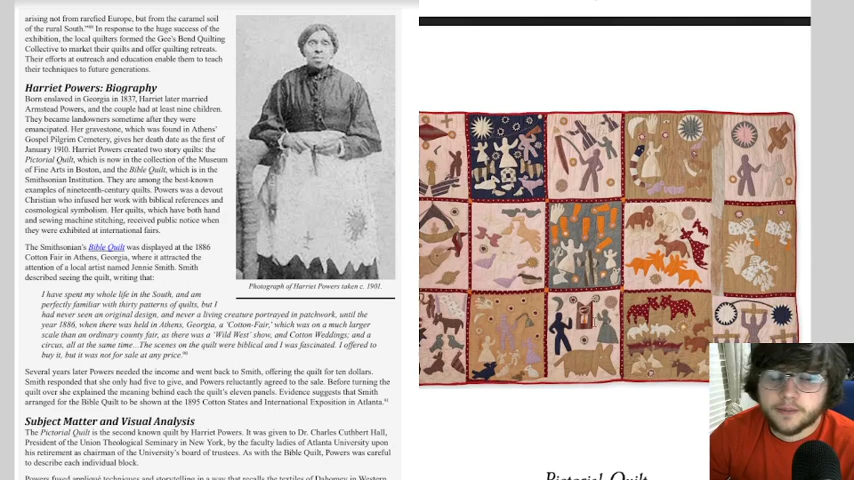 arising not from rarefied Europe, but from the caramel soil
of the rural South."⁸⁹ In response to the huge success of the
exhibition, the local quilters formed the Gee's Bend Quilting
Collective to market their quilts and offer quilting retreats.
Their efforts at outreach and education enable them to teach
their techniques to future generations.
Harriet Powers: Biography
Born enslaved in Georgia in 1837, Harriet later married
Armstead Powers, and the couple had at least nine children.
They became landowners sometime after they were
emancipated. Her gravestone, which was found in Athens'
Gospel Pilgrim Cemetery, gives her death date as the first of
January 1910. Harriet Powers created two story quilts: the
Pictorial Quilt, which is now in the collection of the Museum
of Fine Arts in Boston, and the Bible Quilt, which is in the
Smithsonian Institution. They are among the best-known
examples of nineteenth-century quilts. Powers was a devout
Christian who infused her work with biblical references and
cosmological symbolism. Her quilts, which have both hand
and sewing machine stitching, received public notice when
they were exhibited at international fairs.
The Smithsonian's Bible Quilt was displayed at the 1886
Cotton Fair in Athens, Georgia, where it attracted the
attention of a local artist named Jennie Smith. Smith
described seeing the quilt, writing that:
Photograph of Harriet Powers taken c. 1901.
I have spent my whole life in the South, and am
perfectly familiar with thirty patterns of quilts, but I
had never seen an original design, and never a living creature portrayed in patchwork, until the
year 1886, when there was held in Athens, Georgia, a 'Cotton-Fair,' which was on a much larger
scale than an ordinary county fair, as there was a 'Wild West' show, and Cotton Weddings; and a
circus, all at the same time...The scenes on the quilt were biblical and I was fascinated. I offered to
buy it, but it was not for sale at any price.⁹⁰
Several years later Powers needed the income and went back to Smith, offering the quilt for ten dollars.
Smith responded that she only had five to give, and Powers reluctantly agreed to the sale. Before turning the
quilt over she explained the meaning behind each the quilt's eleven panels. Evidence suggests that Smith
arranged for the Bible Quilt to be shown at the 1895 Cotton States and International Exposition in Atlanta.⁹¹
Subject Matter and Visual Analysis
The Pictorial Quilt is the second known quilt by Harriet Powers. It was given to Dr. Charles Cuthbert Hall,
President of the Union Theological Seminary in New York, by the faculty ladies of Atlanta University upon
his retirement as chairman of the University's board of trustees. As with the Bible Quilt, Powers was careful
to describe each individual block.
Powers fused appliqué techniques and storytelling in a way that recalls the textiles of Dahomey in Western
Pictorial Quilt